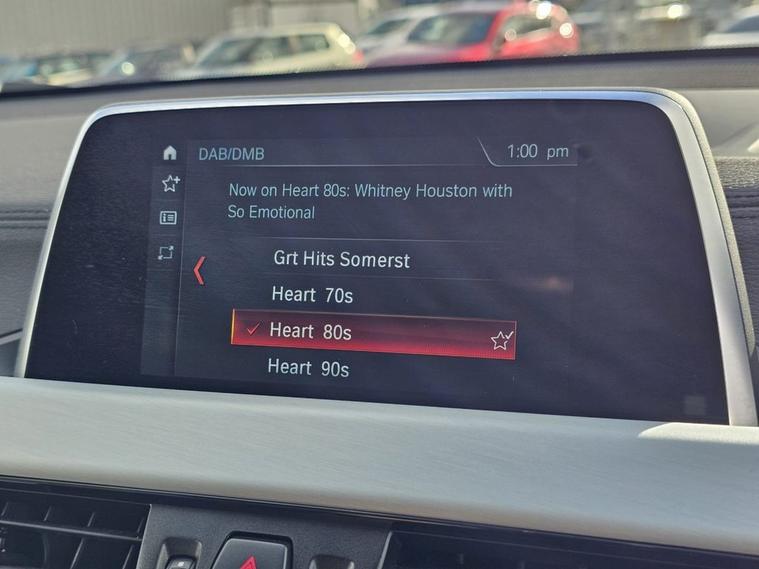 DAB/DMB
1:00 pm
Now on Heart 80s: Whitney Houston with
So Emotional
Grt Hits Somerst
Heart 70s
Heart 80s
Heart 90s